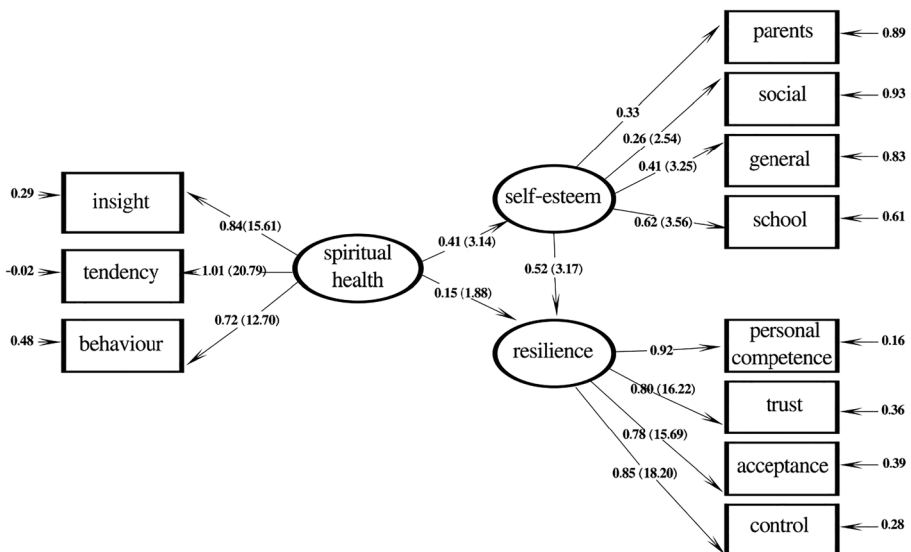 parents
0.89
0.33
social
0.93
0.26 (2.54)
general
0.83
0.41 (3.25)
self-esteem
school
0.61
0.62 (3.56)
0.29
insight
0.84(15.61)
0.41 (3.14)
spiritual
health
-0.02
tendency
1.01 (20.79)
0.52 (3.17)
0.15 (1.88)
0.72 (12.70)
0.48
behaviour
resilience
0.92
personal
competence
0.16
0.80 (16.22)
trust
0.36
0.78 (15.69)
acceptance
0.39
0.85 (18.20)
control
0.28